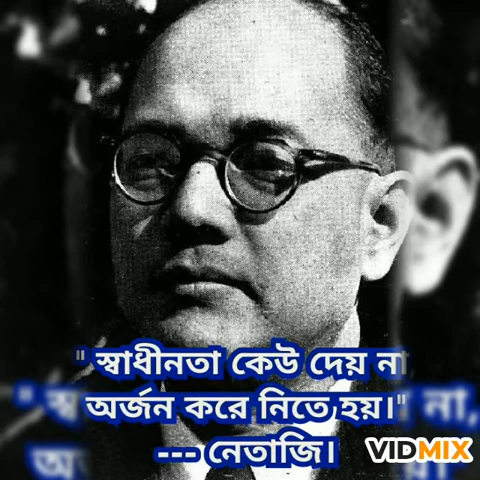 " স্বাধীনতা কেউ দেয় না
অর্জন করে নিতে হয়।"
--- নেতাজি।
VIDMIX